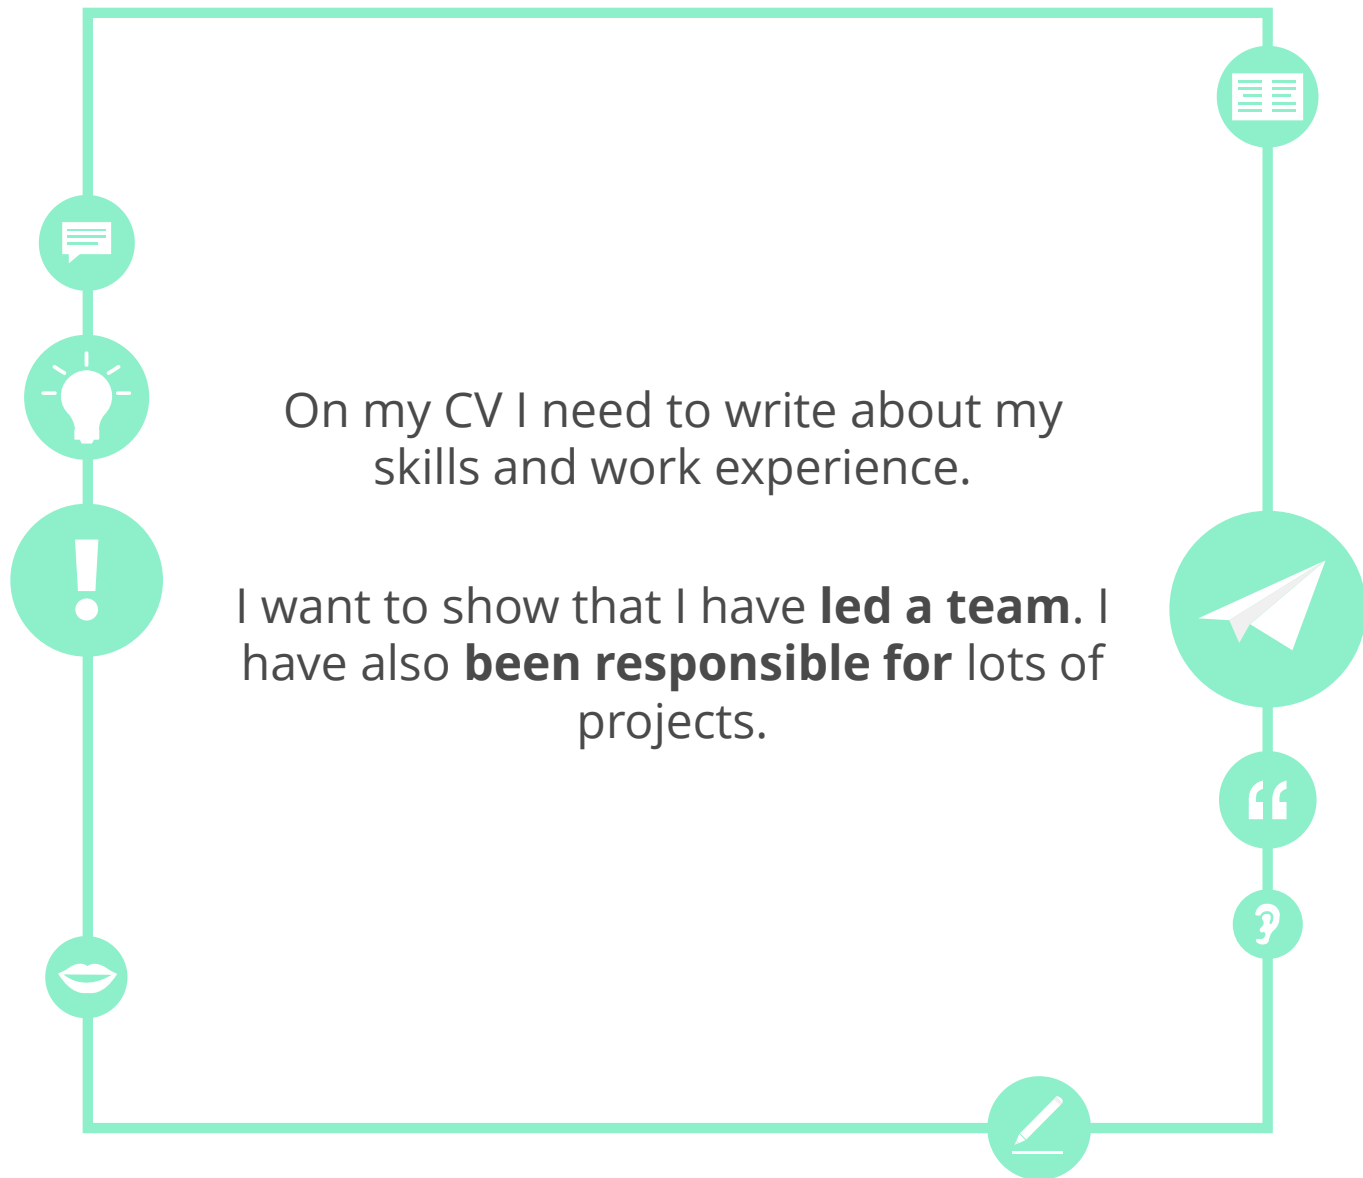 On my CV I need to write about my
skills and work experience.
I want to show that I have led a team. I
have also been responsible for lots of
projects.